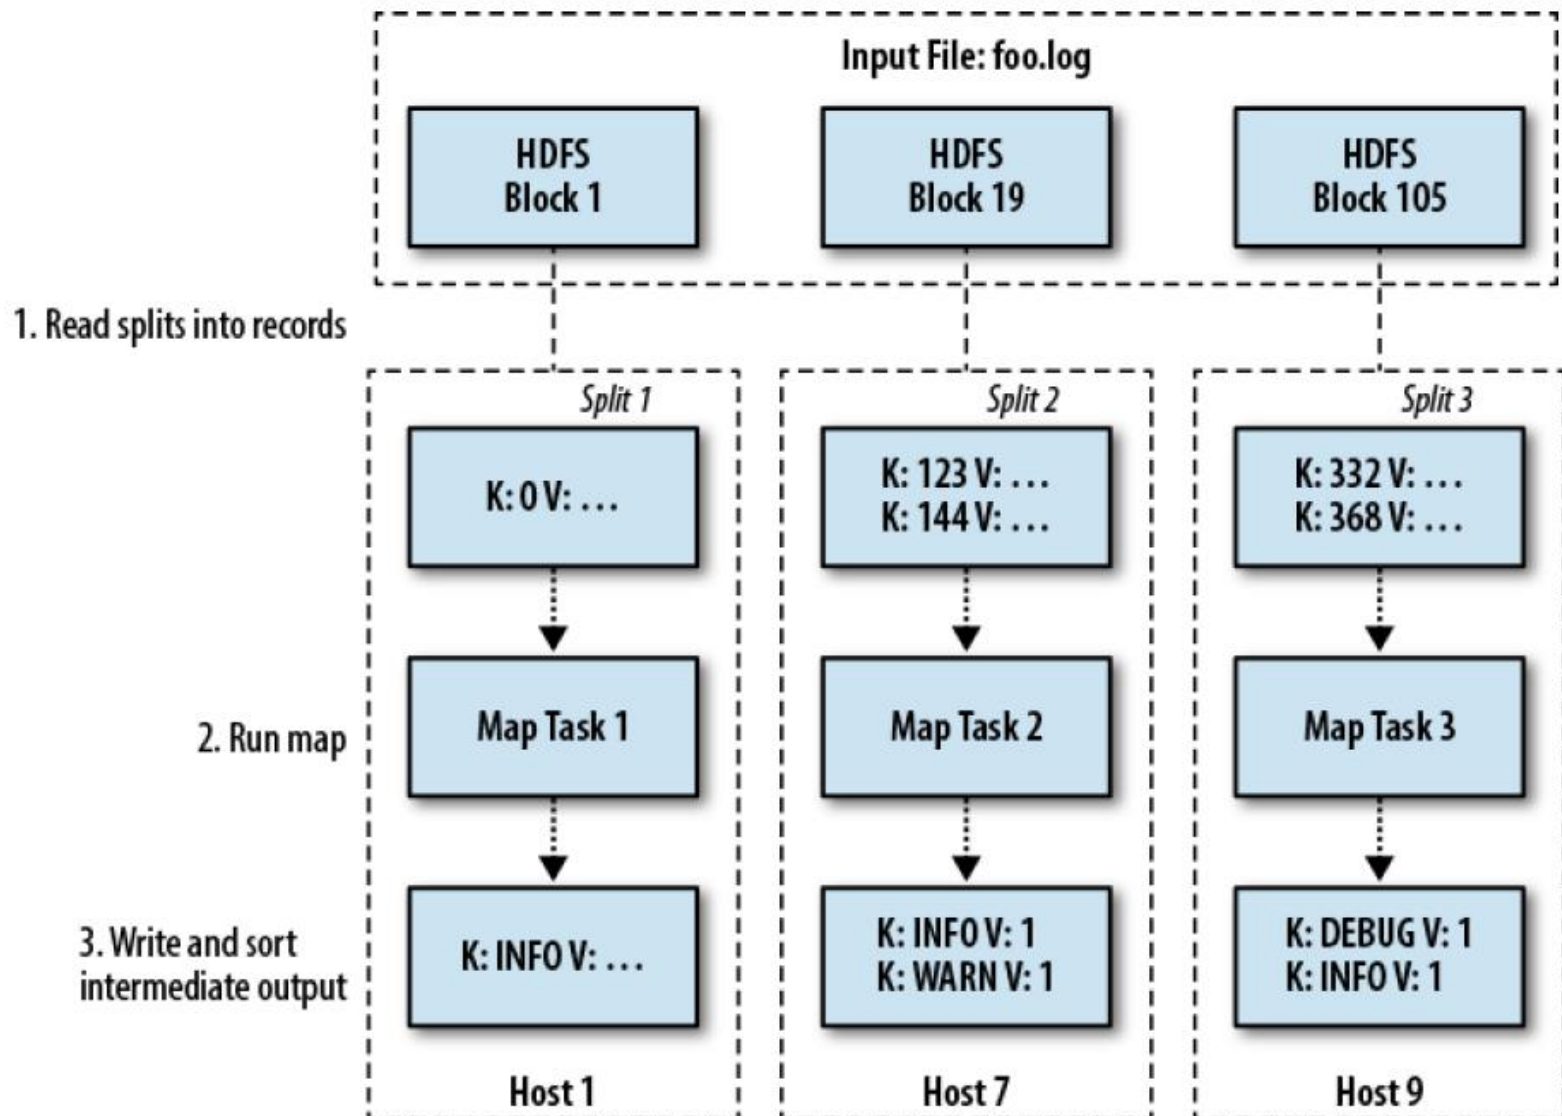 Input File: foo.log
HDFS
Block 1
HDFS
Block 19
HDFS
Block 105
1. Read splits into records
Split 1
Split 2
Split 3
K: 0 V: …
K: 123 V: …
K: 144 V: …
K: 332 V: …
K: 368 V: …
2. Run map
Map Task 1
Map Task 2
Map Task 3
3. Write and sort
intermediate output
K: INFO V: …
K: INFO V: 1
K: WARN V: 1
K: DEBUG V: 1
K: INFO V: 1
Host 1
Host 7
Host 9